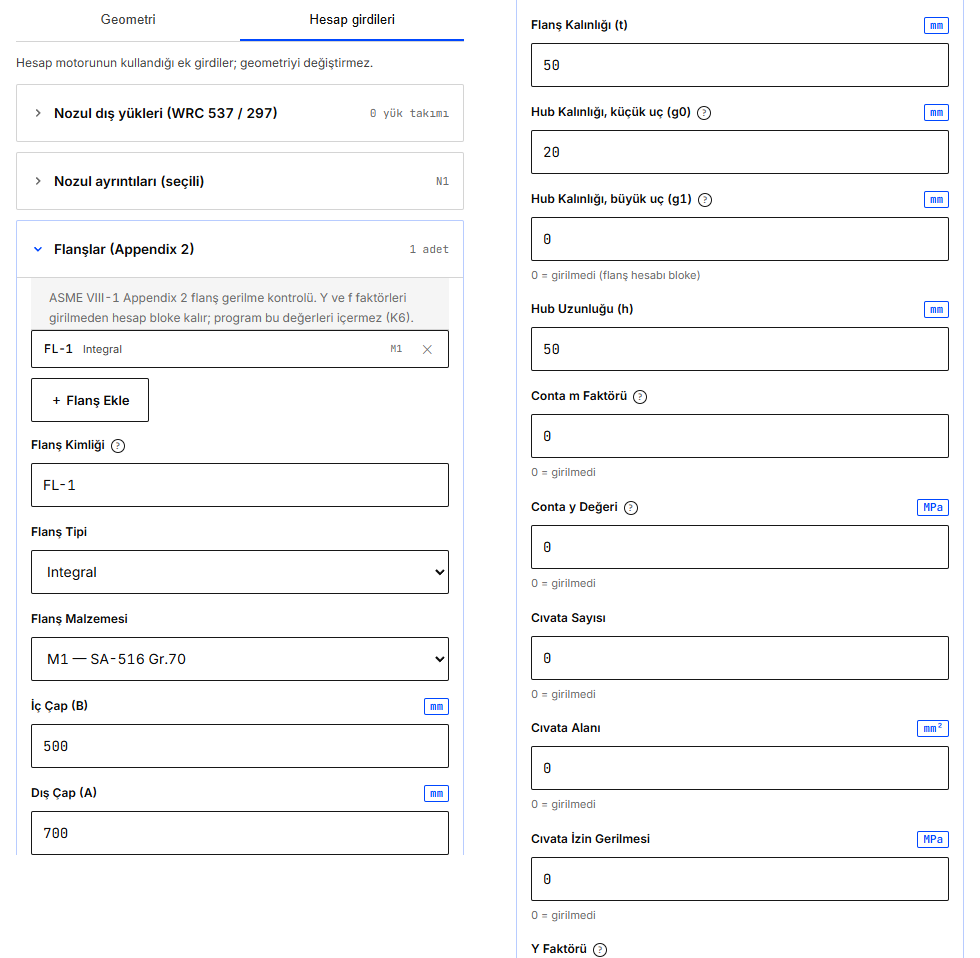 Geometri
Hesap girdileri
Hesap motorunun kullandığı ek girdiler; geometriyi değiştirmez.
Nozul dış yükleri (WRC 537 / 297)
0 yük takımı
Nozul ayrıntıları (seçili)
N1
Flanşlar (Appendix 2)
1 adet
ASME VIII-1 Appendix 2 flanş gerilme kontrolü. Y ve f faktörleri
girilmeden hesap bloke kalır; program bu değerleri içermez (K6).
FL-1 Integral
M1 ×
+ Flanş Ekle
Flanş Kimliği ?
FL-1
Flanş Tipi
Integral
Flanş Malzemesi
M1 — SA-516 Gr.70
İç Çap (B)
mm
500
Dış Çap (A)
mm
700
Flanş Kalınlığı (t)
mm
50
Hub Kalınlığı, küçük uç (g0) ?
mm
20
Hub Kalınlığı, büyük uç (g1) ?
mm
0
0 = girilmedi (flanş hesabı bloke)
Hub Uzunluğu (h)
mm
50
Conta m Faktörü ?
0
0 = girilmedi
Conta y Değeri ?
MPa
0
0 = girilmedi
Cıvata Sayısı
0
0 = girilmedi
Cıvata Alanı
mm²
0
0 = girilmedi
Cıvata İzin Gerilmesi
MPa
0
0 = girilmedi
Y Faktörü ?